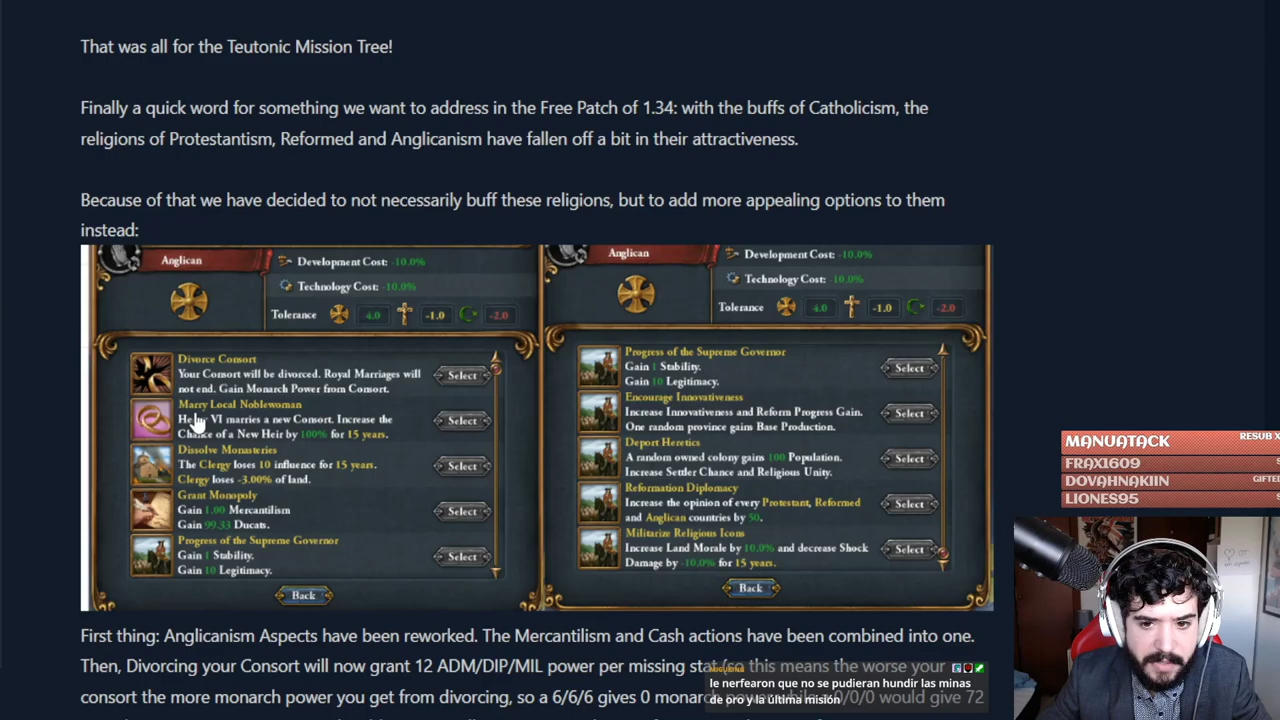 That was all for the Teutonic Mission Tree!
Finally a quick word for something we want to address in the Free Patch of 1.34: with the buffs of Catholicism, the
religions of Protestantism, Reformed and Anglicanism have fallen off a bit in their attractiveness.
Because of that we have decided to not necessarily buff these religions, but to add more appealing options to them
instead:
Anglican
Development Cost: -10.0%
Technology Cost: -10.0%
Tolerance 4.0 -1.0 -2.0
Divorce Consort
Your Consort will be divorced. Royal Marriages will
not end. Gain Monarch Power from Consort.
Select
Marry Local Noblewoman
VI marries a new Consort. Increase the
Chance of a New Heir by 100% for 15 years.
Select
Dissolve Monasteries
The Clergy loses 10 influence for 15 years.
Clergy loses -3.00% of land.
Select
Grant Monopoly
Gain 1.00 Mercantilism
Gain 99.33 Ducats.
Select
Progress of the Supreme Governor
Gain 1 Stability.
Gain 10 Legitimacy.
Select
Back
Anglican
Development Cost: -10.0%
Technology Cost: -10.0%
Tolerance 4.0 -1.0 -2.0
Progress of the Supreme Governor
Gain 1 Stability.
Gain 10 Legitimacy.
Select
Encourage Innovativeness
Increase Innovativeness and Reform Progress Gain.
One random province gains Base Production.
Select
Deport Heretics
A random owned colony gains 100 Population.
Increase Settler Chance and Religious Unity.
Select
Reformation Diplomacy
Increase the opinion of every Protestant, Reformed
and Anglican countries by 50.
Select
Militarize Religious Icons
Increase Land Morale by 10.0% and decrease Shock
Damage by -10.0% for 15 years.
Select
Back
First thing: Anglicanism Aspects have been reworked. The Mercantilism and Cash actions have been combined into one.
Then, Divorcing your Consort will now grant 12 ADM/DIP/MIL power per missing stat (so this means the worse your
consort the more monarch power you get from divorcing, so a 6/6/6 gives 0 monarch power while a 0/0/0 would give 72
le nerfearon que no se pudieran hundir las minas
de pro y la última misión
MANUATACK
RESUB X
FRAX1609
DOVAHNAKIIN
GIFTED
LIONES95